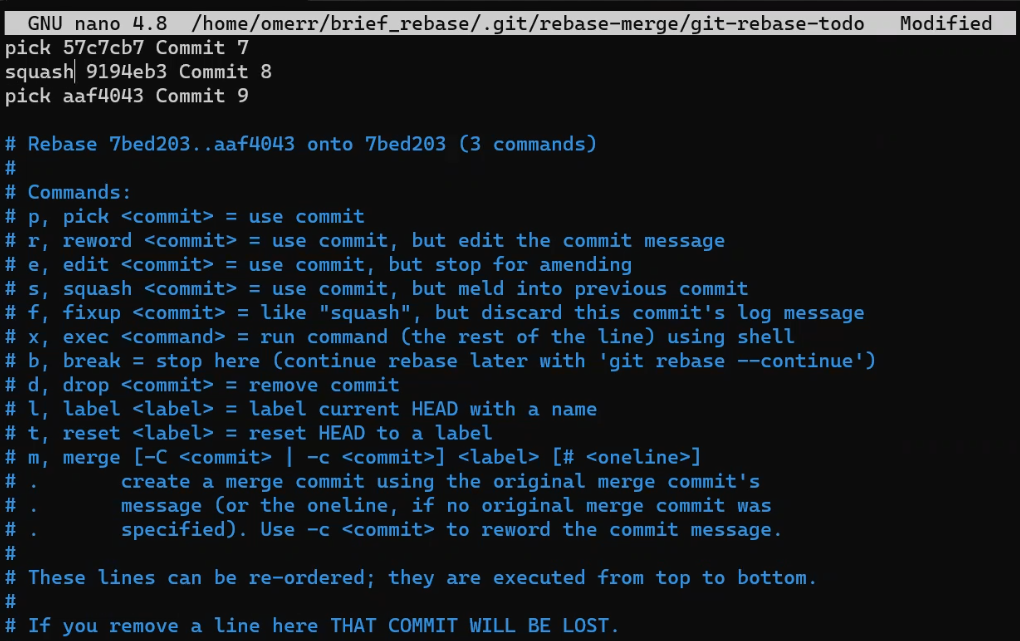 GNU nano 4.8  /home/omerr/brief_rebase/.git/rebase-merge/git-rebase-todo   Modified
pick 57c7cb7 Commit 7
squash 9194eb3 Commit 8
pick aaf4043 Commit 9

# Rebase 7bed203..aaf4043 onto 7bed203 (3 commands)
#
# Commands:
# p, pick <commit> = use commit
# r, reword <commit> = use commit, but edit the commit message
# e, edit <commit> = use commit, but stop for amending
# s, squash <commit> = use commit, but meld into previous commit
# f, fixup <commit> = like "squash", but discard this commit's log message
# x, exec <command> = run command (the rest of the line) using shell
# b, break = stop here (continue rebase later with 'git rebase --continue')
# d, drop <commit> = remove commit
# l, label <label> = label current HEAD with a name
# t, reset <label> = reset HEAD to a label
# m, merge [-C <commit> | -c <commit>] <label> [# <oneline>]
# .       create a merge commit using the original merge commit's
# .       message (or the oneline, if no original merge commit was
# .       specified). Use -c <commit> to reword the commit message.
#
# These lines can be re-ordered; they are executed from top to bottom.
#
# If you remove a line here THAT COMMIT WILL BE LOST.